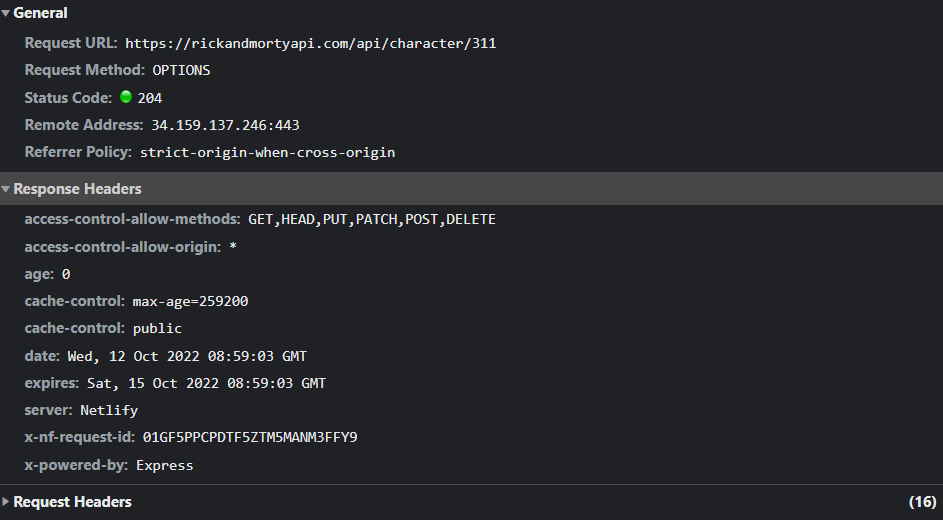 General
Request URL: https://rickandmortyapi.com/api/character/311
Request Method: OPTIONS
Status Code: 204
Remote Address: 34.159.137.246:443
Referrer Policy: strict-origin-when-cross-origin
Response Headers
access-control-allow-methods: GET,HEAD,PUT,PATCH,POST,DELETE
access-control-allow-origin: *
age: 0
cache-control: max-age=259200
cache-control: public
date: Wed, 12 Oct 2022 08:59:03 GMT
expires: Sat, 15 Oct 2022 08:59:03 GMT
server: Netlify
x-nf-request-id: 01GF5PPCPDTF5ZTM5MANM3FFY9
x-powered-by: Express
Request Headers (16)